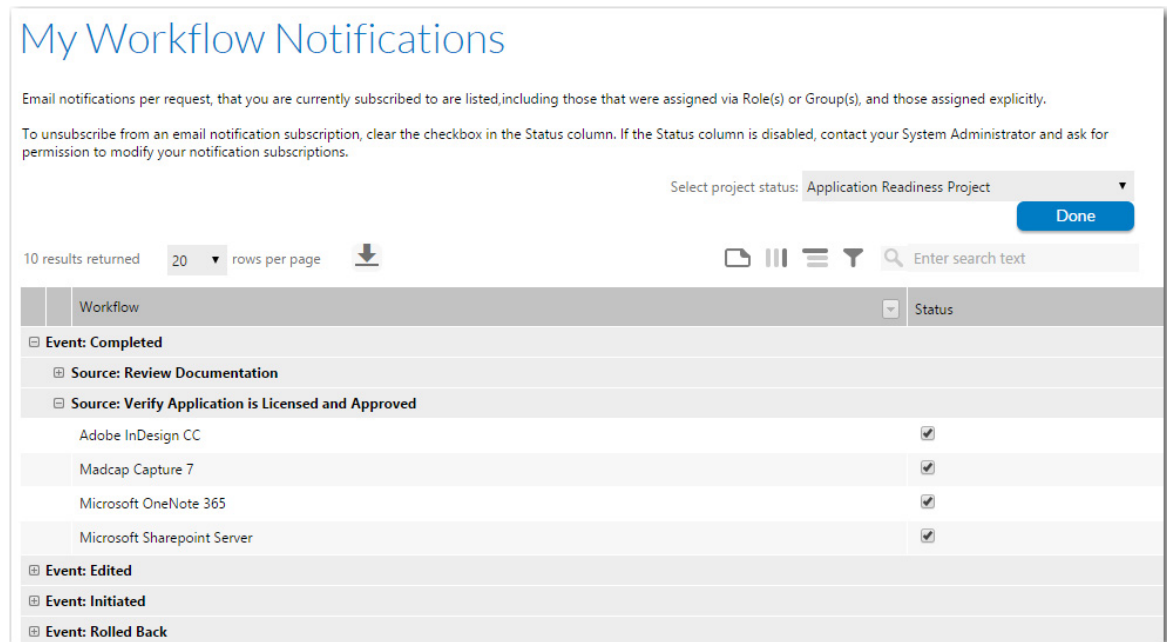 My Workflow Notifications
Email notifications per request, that you are currently subscribed to are listed,including those that were assigned via Role(s) or Group(s), and those assigned explicitly.
To unsubscribe from an email notification subscription, clear the checkbox in the Status column. If the Status column is disabled, contact your System Administrator and ask for
permission to modify your notification subscriptions.
Select project status: Application Readiness Project
Done
10 results returned 20 rows per page Enter search text
Workflow Status
Event: Completed
Source: Review Documentation
Source: Verify Application is Licensed and Approved
Adobe InDesign CC
Madcap Capture 7
Microsoft OneNote 365
Microsoft Sharepoint Server
Event: Edited
Event: Initiated
Event: Rolled Back